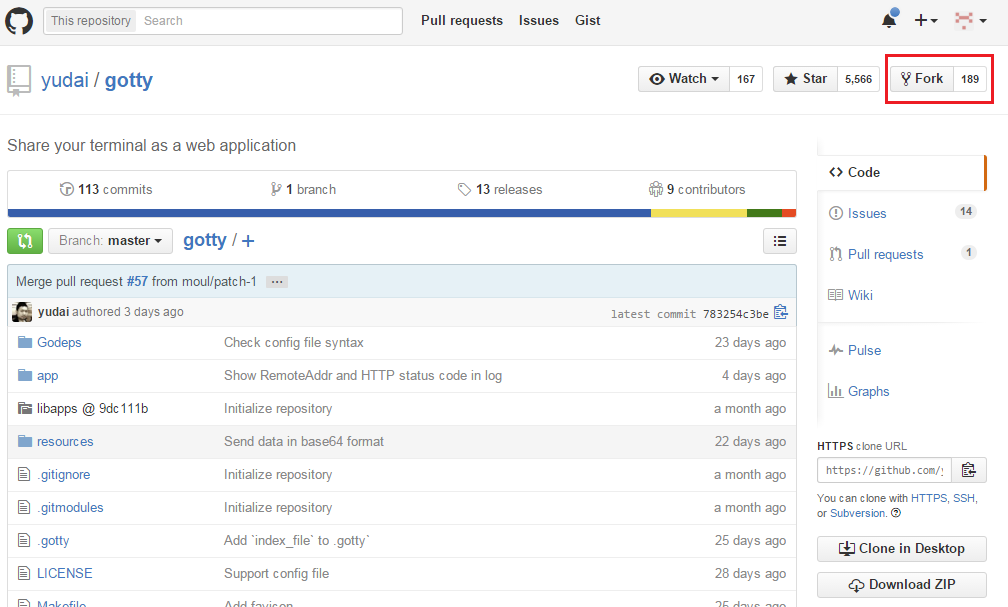 This repository Search Pull requests Issues Gist
yudai / gotty Watch 167 Star 5,566 Fork 189
Share your terminal as a web application
113 commits 1 branch 13 releases 9 contributors
Branch: master gotty / +
Merge pull request #57 from moul/patch-1 ...
yudai authored 3 days ago latest commit 783254c3be
Godeps Check config file syntax 23 days ago
app Show RemoteAddr and HTTP status code in log 4 days ago
libapps @ 9dc111b Initialize repository a month ago
resources Send data in base64 format 22 days ago
.gitignore Initialize repository a month ago
.gitmodules Initialize repository a month ago
.gotty Add `index_file` to .gotty` 25 days ago
LICENSE Support config file 28 days ago
Makefile Add favicon 25 days ago
Code
Issues 14
Pull requests 1
Wiki
Pulse
Graphs
HTTPS clone URL
https://github.com/y
You can clone with HTTPS, SSH,
or Subversion.
Clone in Desktop
Download ZIP